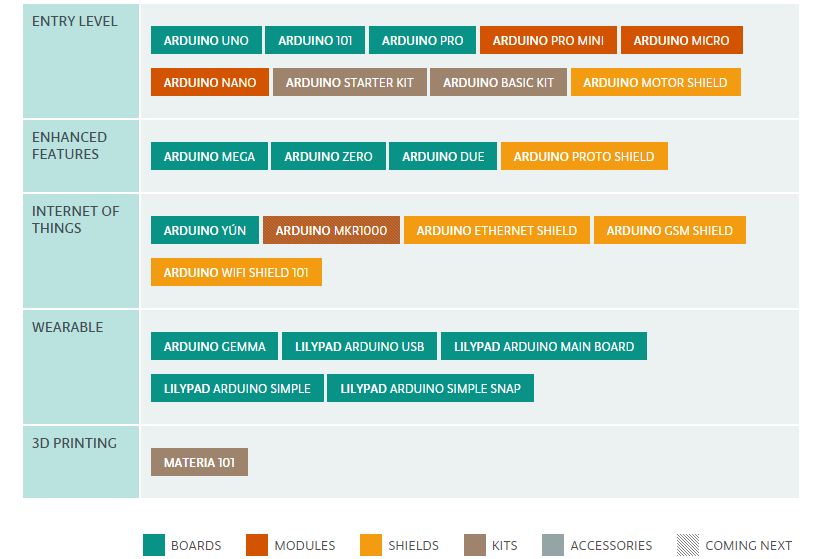 ENTRY LEVEL
ARDUINO UNO ARDUINO 101 ARDUINO PRO ARDUINO PRO MINI ARDUINO MICRO
ARDUINO NANO ARDUINO STARTER KIT ARDUINO BASIC KIT ARDUINO MOTOR SHIELD
ENHANCED
FEATURES
ARDUINO MEGA ARDUINO ZERO ARDUINO DUE ARDUINO PROTO SHIELD
INTERNET OF
THINGS
ARDUINO YÚN ARDUINO MKR1000 ARDUINO ETHERNET SHIELD ARDUINO GSM SHIELD
ARDUINO WIFI SHIELD 101
WEARABLE
ARDUINO GEMMA LILYPAD ARDUINO USB LILYPAD ARDUINO MAIN BOARD
LILYPAD ARDUINO SIMPLE LILYPAD ARDUINO SIMPLE SNAP
3D PRINTING
MATERIA 101
BOARDS MODULES SHIELDS KITS ACCESSORIES COMING NEXT